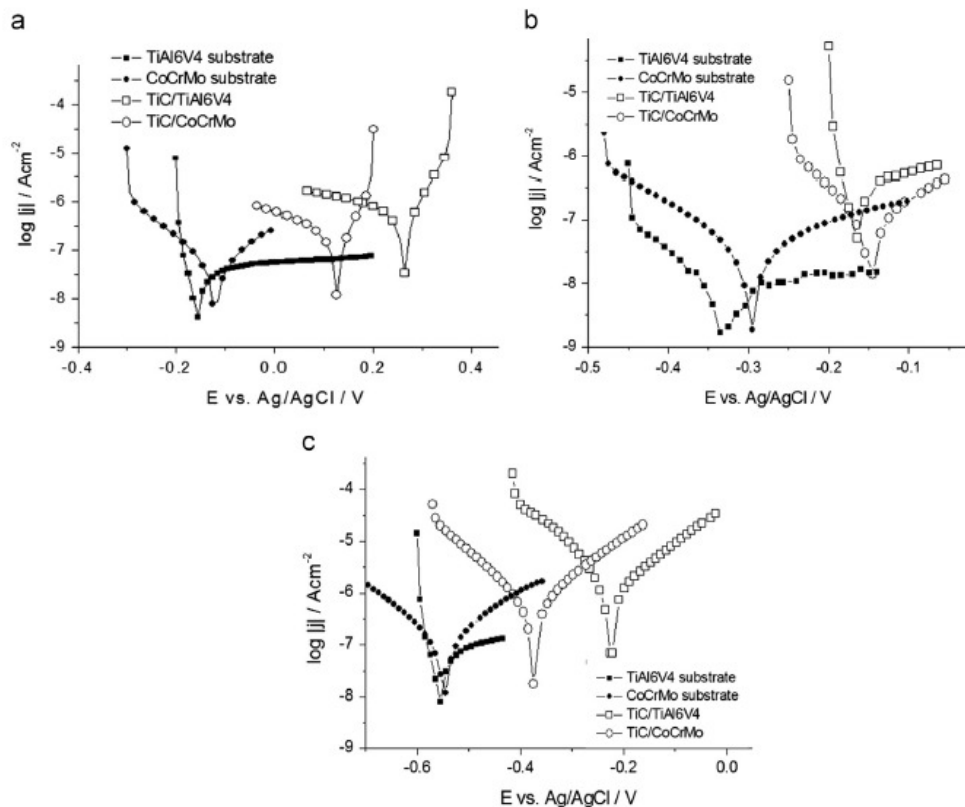 a
TiAl6V4 substrate
CoCrMo substrate
TiC/TiAl6V4
TiC/CoCrMo
log |j| / Acm-2
-4
-5
-6
-7
-8
-9
-0.4
-0.2
0.0
0.2
0.4
E vs. Ag/AgCl / V
b
TiAl6V4 substrate
CoCrMo substrate
TiC/TiAl6V4
TiC/CoCrMo
log |j| / Acm-2
-5
-6
-7
-8
-9
-0.5
-0.4
-0.3
-0.2
-0.1
E vs. Ag/AgCl / V
c
log |j| / Acm-2
-4
-5
-6
-7
-8
-9
TiAl6V4 substrate
CoCrMo substrate
TiC/TiAl6V4
TiC/CoCrMo
-0.6
-0.4
-0.2
0.0
E vs. Ag/AgCl / V